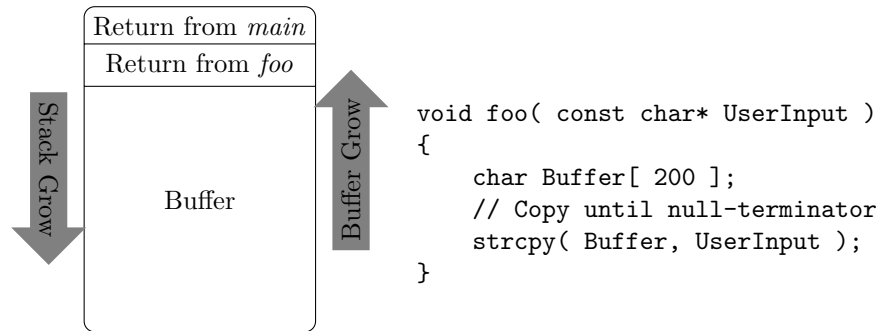 Return from main
Return from foo
Stack Grow
Buffer
Buffer Grow
void foo( const char* UserInput )
{
    char Buffer[ 200 ];
    // Copy until null-terminator
    strcpy( Buffer, UserInput );
}